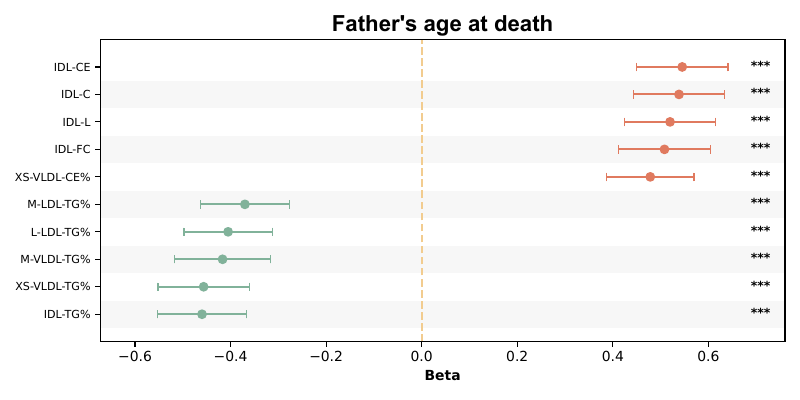 Father's age at death
IDL-CE ***
IDL-C ***
IDL-L ***
IDL-FC ***
XS-VLDL-CE% ***
M-LDL-TG% ***
L-LDL-TG% ***
M-VLDL-TG% ***
XS-VLDL-TG% ***
IDL-TG% ***
−0.6 −0.4 −0.2 0.0 0.2 0.4 0.6
Beta